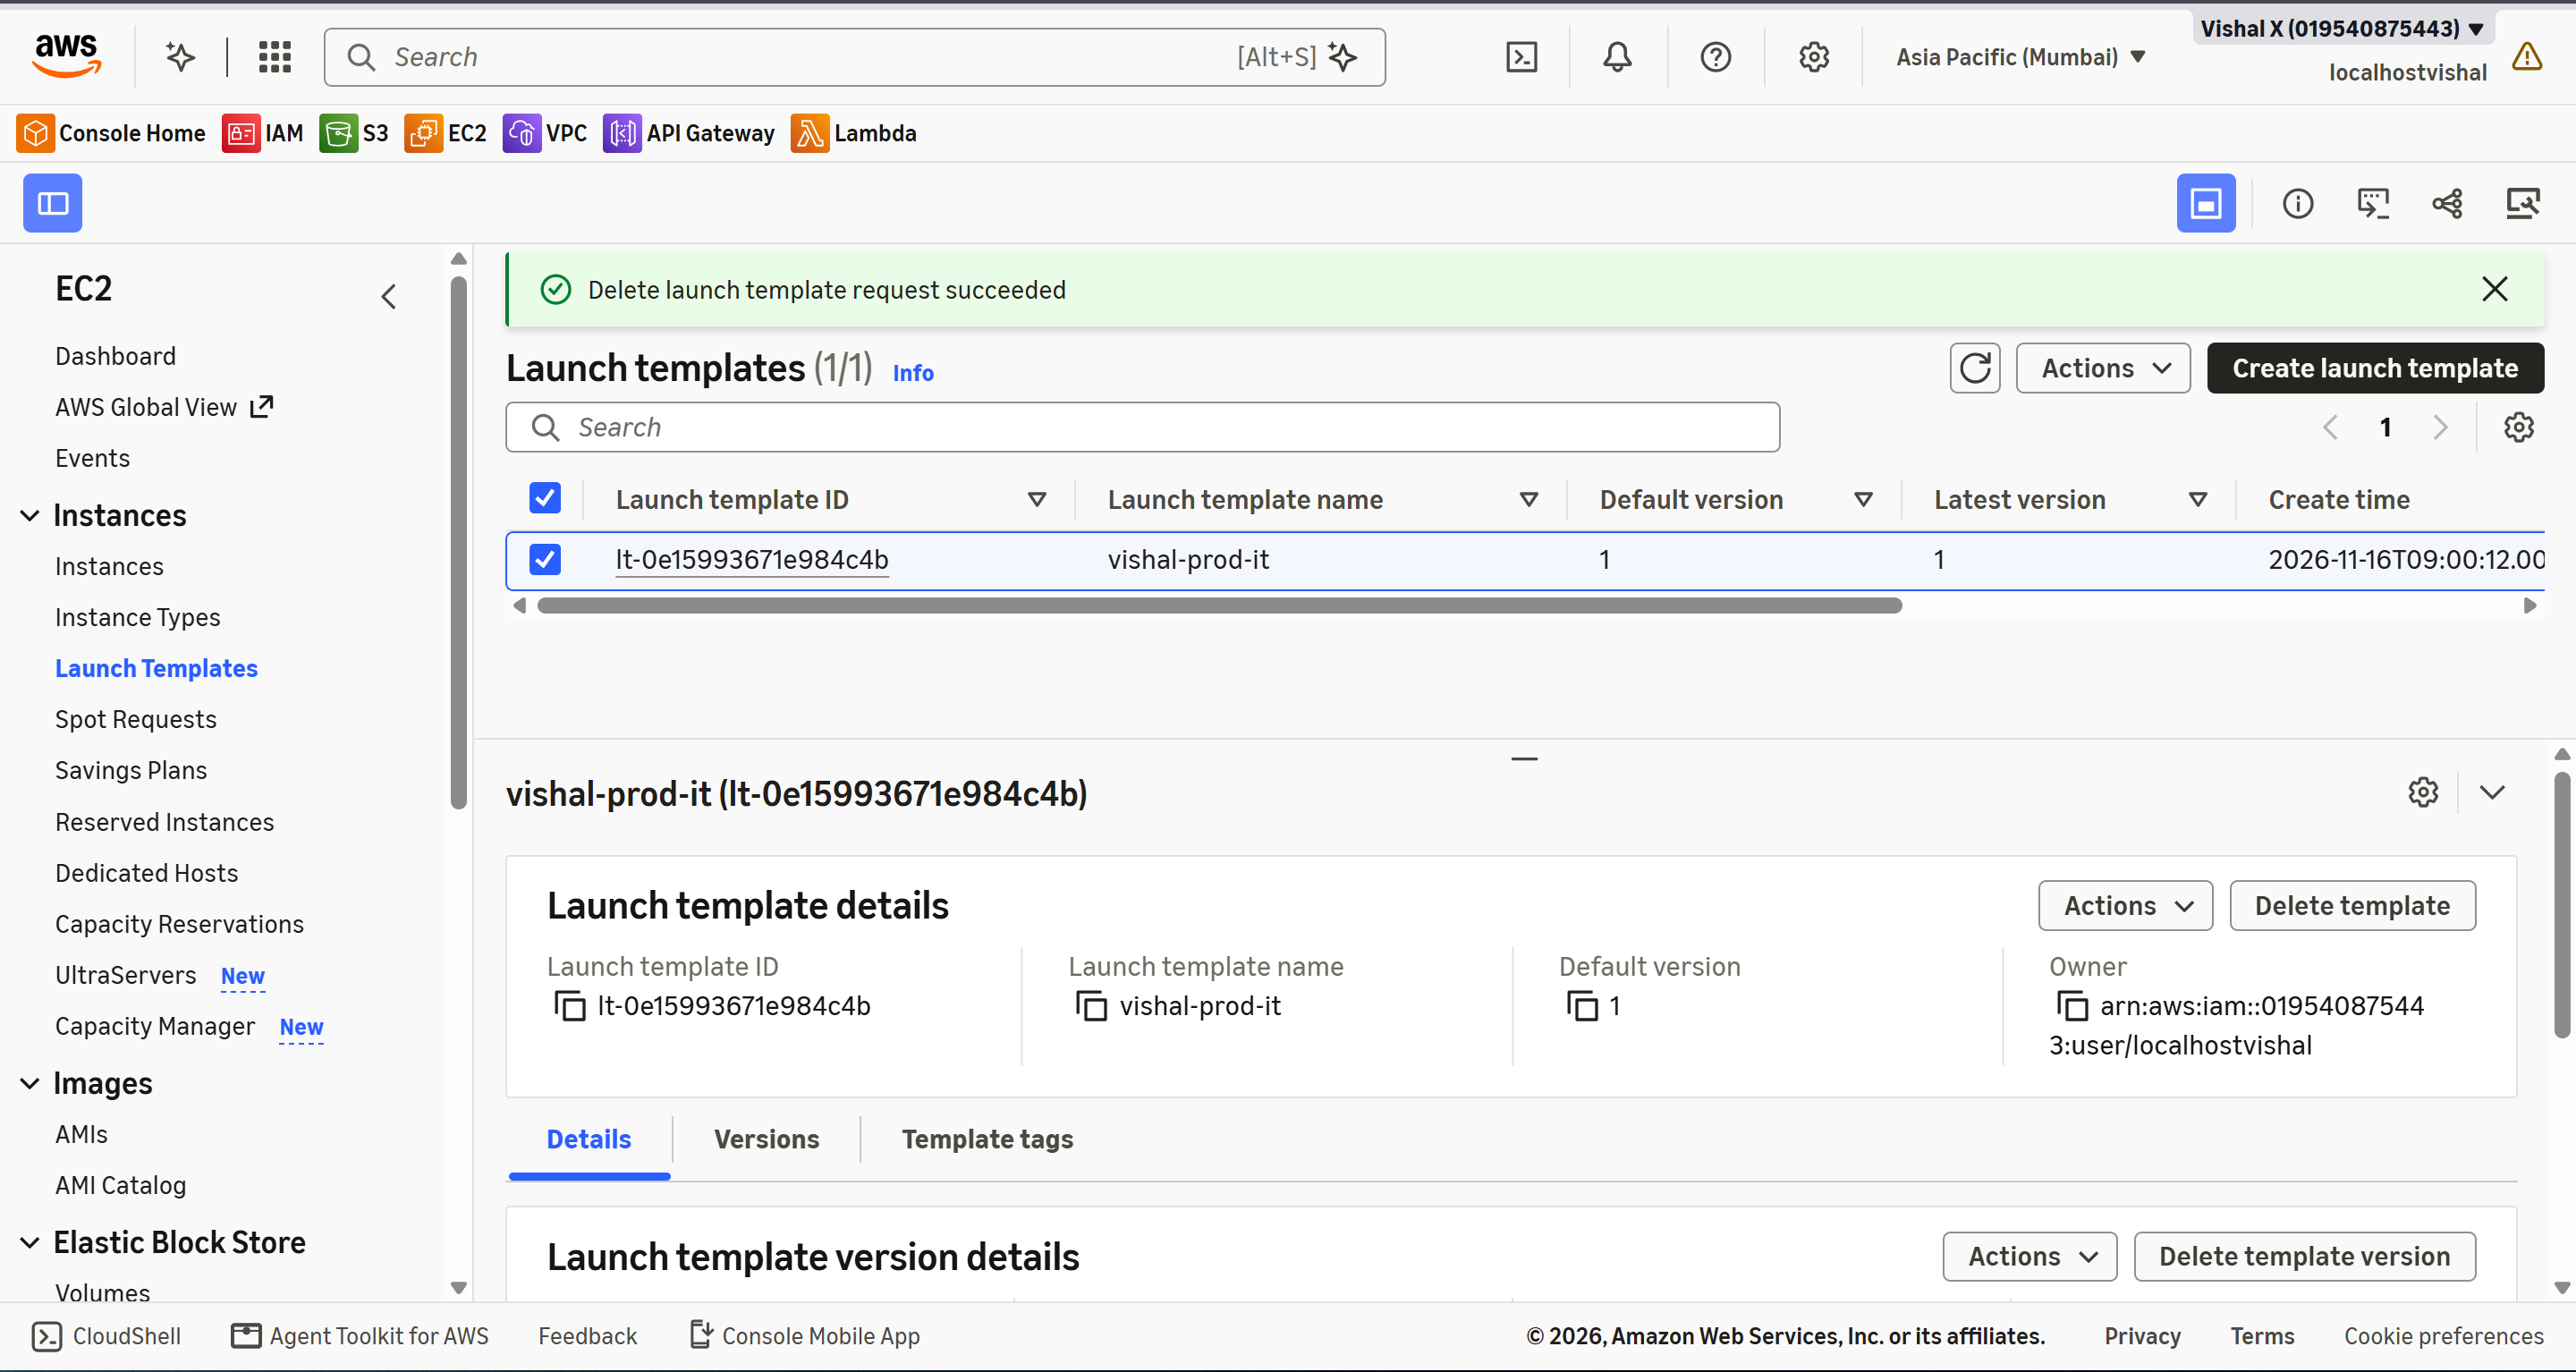 aws
Search [Alt+S]
Asia Pacific (Mumbai)
Vishal X (019540875443)
localhostvishal
Console Home IAM S3 EC2 VPC API Gateway Lambda
EC2
Dashboard
AWS Global View
Events
Instances
Instances
Instance Types
Launch Templates
Spot Requests
Savings Plans
Reserved Instances
Dedicated Hosts
Capacity Reservations
UltraServers New
Capacity Manager New
Images
AMIs
AMI Catalog
Elastic Block Store
Volumes
Delete launch template request succeeded
Launch templates (1/1) Info
Actions
Create launch template
Search
1
Launch template ID Launch template name Default version Latest version Create time
lt-0e15993671e984c4b vishal-prod-it 1 1 2026-11-16T09:00:12.00
vishal-prod-it (lt-0e15993671e984c4b)
Launch template details
Actions
Delete template
Launch template ID
lt-0e15993671e984c4b
Launch template name
vishal-prod-it
Default version
1
Owner
arn:aws:iam::01954087544
3:user/localhostvishal
Details Versions Template tags
Launch template version details
Actions
Delete template version
CloudShell Agent Toolkit for AWS Feedback Console Mobile App
© 2026, Amazon Web Services, Inc. or its affiliates. Privacy Terms Cookie preferences